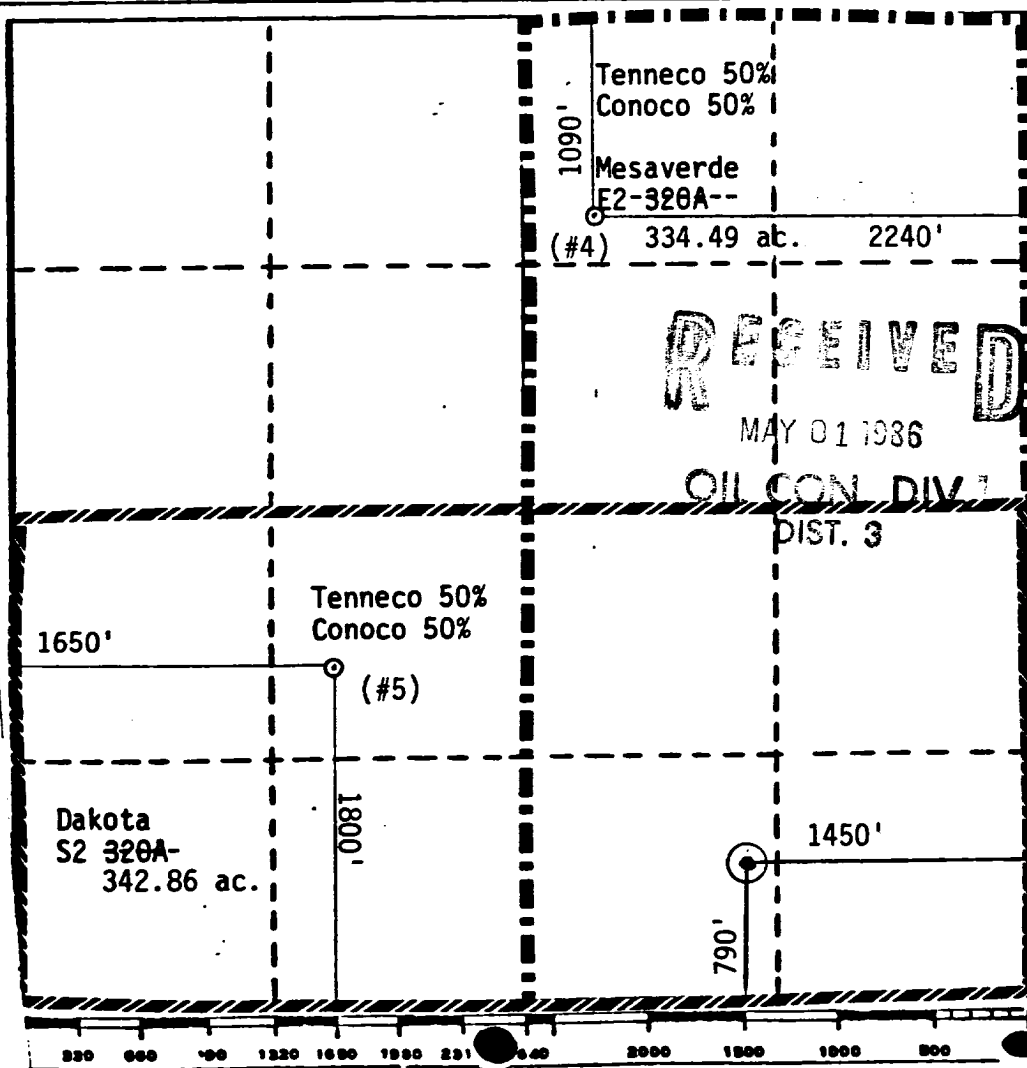 Tenneco 50%
Conoco 50%
1090'
Mesaverde
E2-320A--
(#4) 334.49 ac. 2240'
RECEIVED
MAY 01 1986
OIL CON. DIV.
DIST. 3
Tenneco 50%
Conoco 50%
1650'
(#5)
Dakota
S2 320A-
342.86 ac.
1800'
1450'
790'
330 660 1320 1650 1980 2000 1500 1000 500